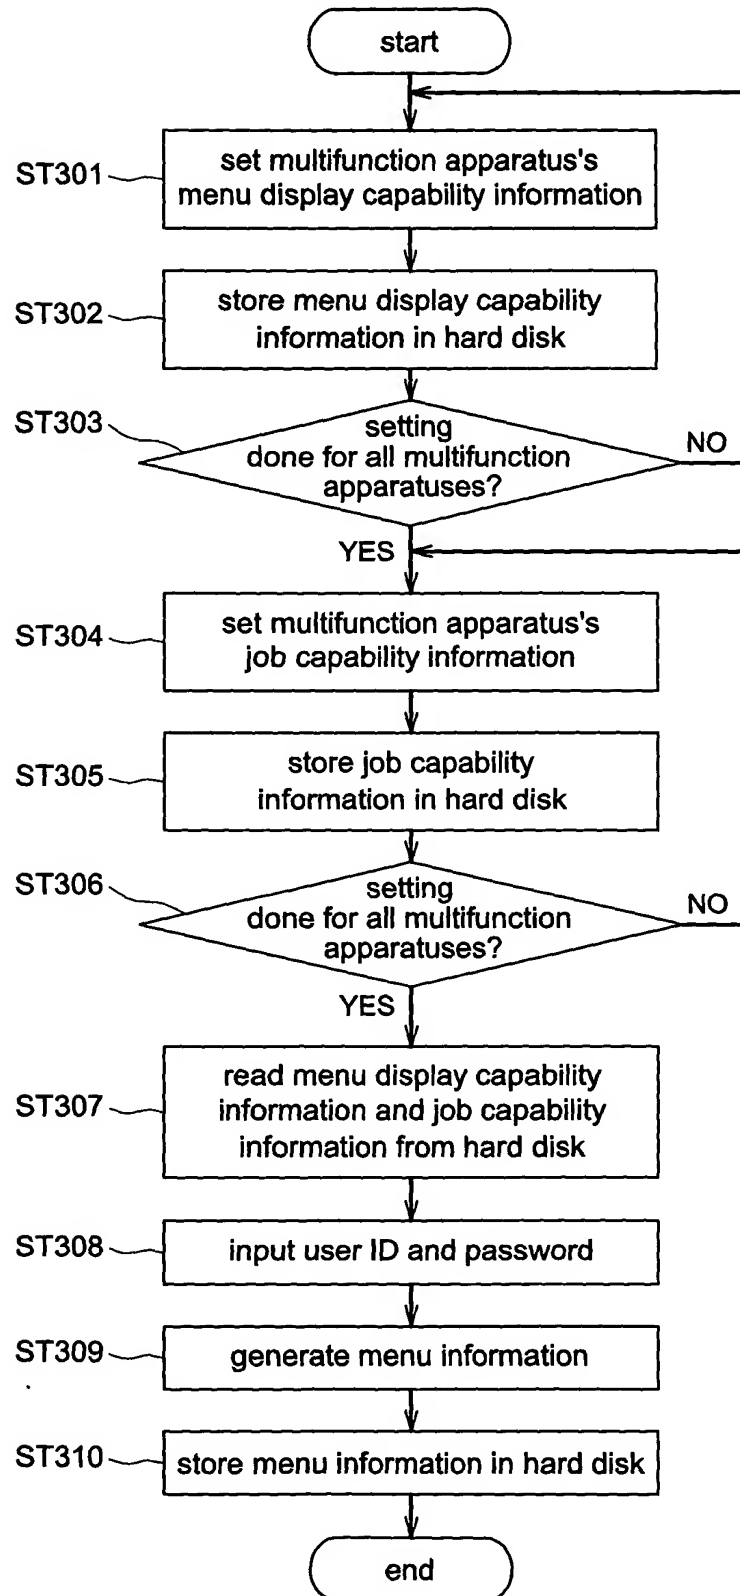 start
ST301
set multifunction apparatus's
menu display capability information
ST302
store menu display capability
information in hard disk
ST303
setting
done for all multifunction
apparatuses?
NO
YES
ST304
set multifunction apparatus's
job capability information
ST305
store job capability
information in hard disk
ST306
setting
done for all multifunction
apparatuses?
NO
YES
ST307
read menu display capability
information and job capability
information from hard disk
ST308
input user ID and password
ST309
generate menu information
ST310
store menu information in hard disk
end